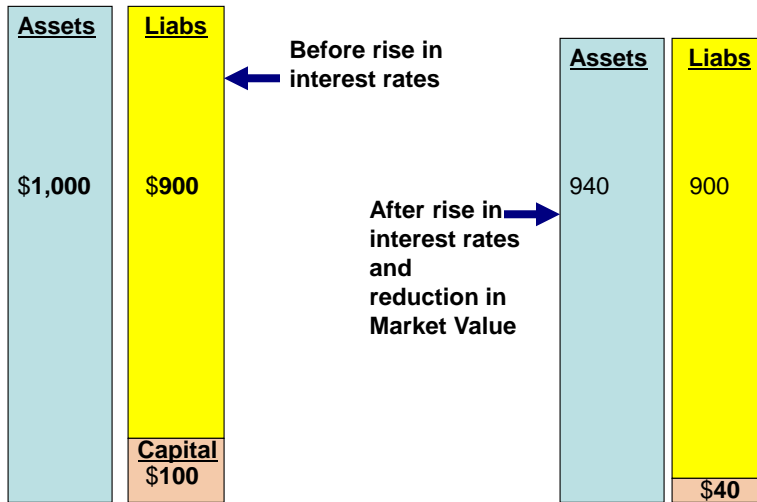 Assets
Liabs
Before rise in
interest rates
$1,000
$900
Capital
$100
Assets
Liabs
940
900
After rise in
interest rates
and
reduction in
Market Value
$40